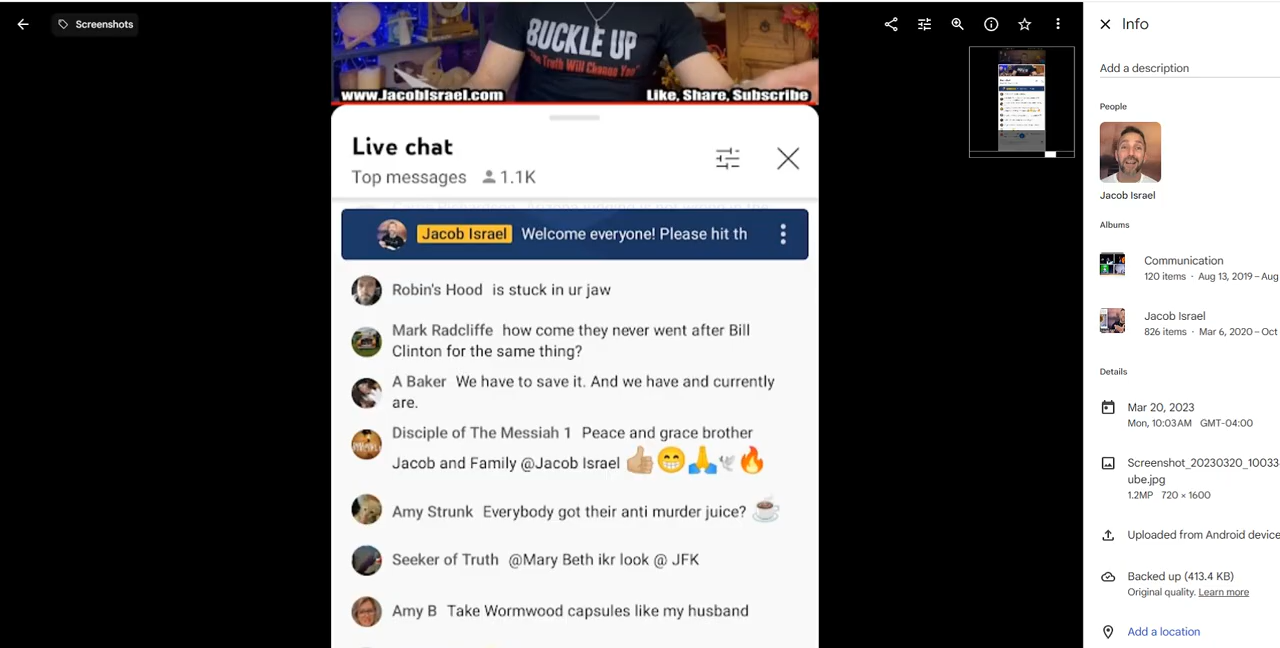 Screenshots
BUCKLE UP
Truth Will Change You"
www.JacobIsrael.com
Like, Share, Subscribe
Live chat
Top messages 1.1K
Jacob Israel Welcome everyone! Please hit th
Robin's Hood is stuck in ur jaw
Mark Radcliffe how come they never went after Bill
Clinton for the same thing?
A Baker We have to save it. And we have and currently
are.
Disciple of The Messiah 1 Peace and grace brother
Jacob and Family @Jacob Israel 👍🏼😁🙏🕊🔥
Amy Strunk Everybody got their anti murder juice? ☕
Seeker of Truth @Mary Beth ikr look @ JFK
Amy B Take Wormwood capsules like my husband
Info
Add a description
People
Jacob Israel
Albums
Communication
120 items · Aug 13, 2019 – Aug
Jacob Israel
826 items · Mar 6, 2020 – Oct
Details
Mar 20, 2023
Mon, 10:03AM GMT-04:00
Screenshot_20230320_10033
ube.jpg
1.2MP 720 × 1600
Uploaded from Android device
Backed up (413.4 KB)
Original quality. Learn more
Add a location